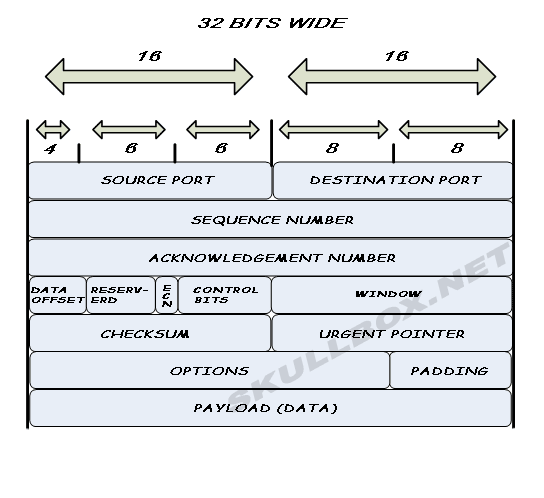 32 BITS WIDE
16 16
4 6 6 8 8
SOURCE PORT DESTINATION PORT
SEQUENCE NUMBER
ACKNOWLEDGEMENT NUMBER
DATA
OFFSET
RESERV-
ERD
ECN
CONTROL
BITS
WINDOW
CHECKSUM URGENT POINTER
OPTIONS PADDING
PAYLOAD (DATA)
SKULLBOX.NET